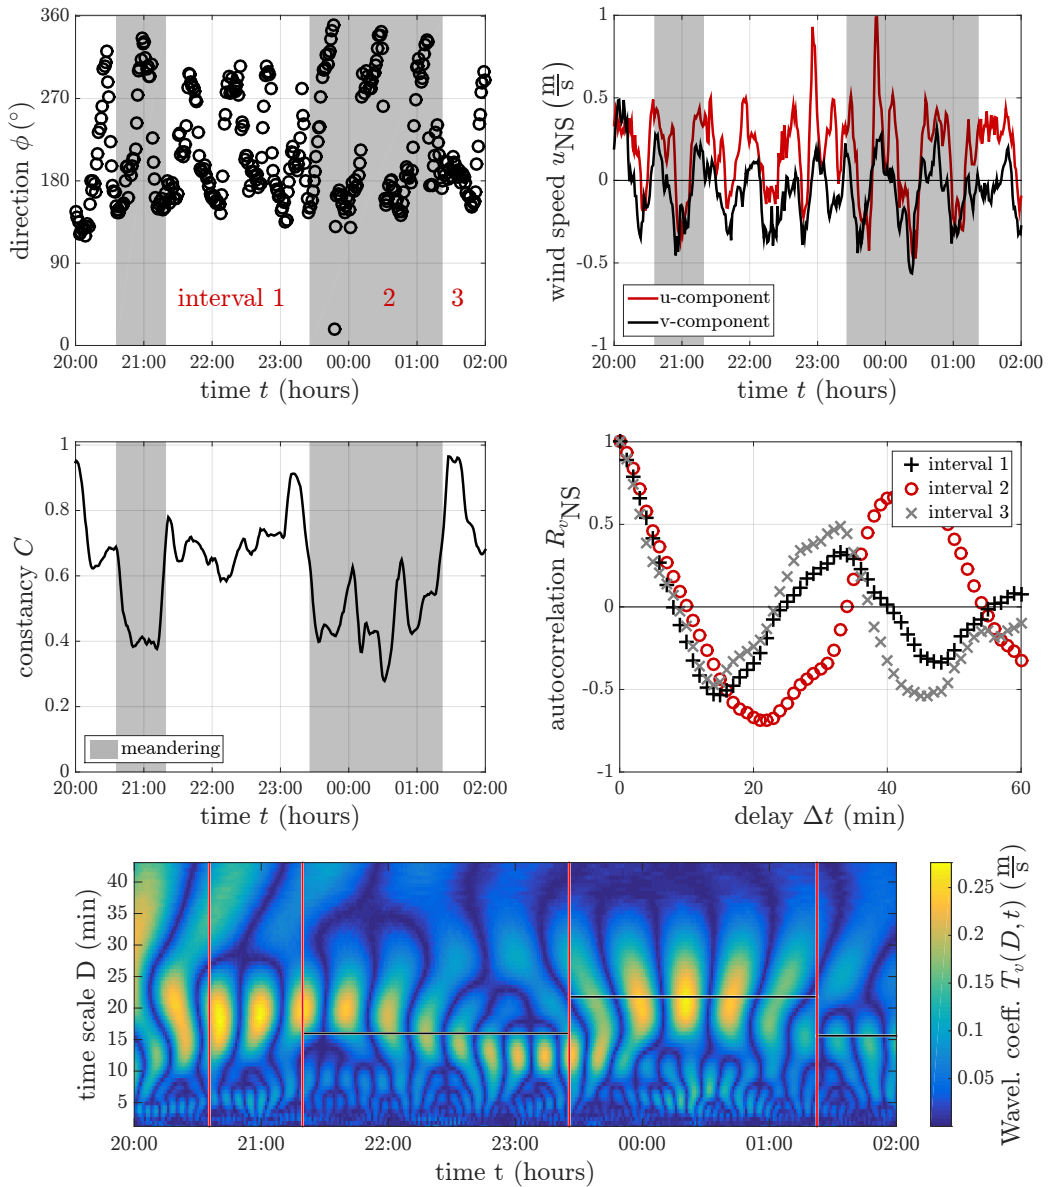 360
270
180
90
0
direction ϕ (°)
interval 1
2
3
20:00 21:00 22:00 23:00 00:00 01:00 02:00
time t (hours)
1
0.5
0
-0.5
-1
wind speed uNS (m/s)
u-component
v-component
20:00 21:00 22:00 23:00 00:00 01:00 02:00
time t (hours)
1
0.8
0.6
0.4
0.2
0
constancy C
meandering
20:00 21:00 22:00 23:00 00:00 01:00 02:00
time t (hours)
1
0.5
0
-0.5
-1
autocorrelation RvNS
interval 1
interval 2
interval 3
0 20 40 60
delay Δt (min)
40
35
30
25
20
15
10
5
time scale D (min)
20:00 21:00 22:00 23:00 00:00 01:00 02:00
time t (hours)
0.25
0.2
0.15
0.1
0.05
Wavel. coeff. Tv(D, t) (m/s)